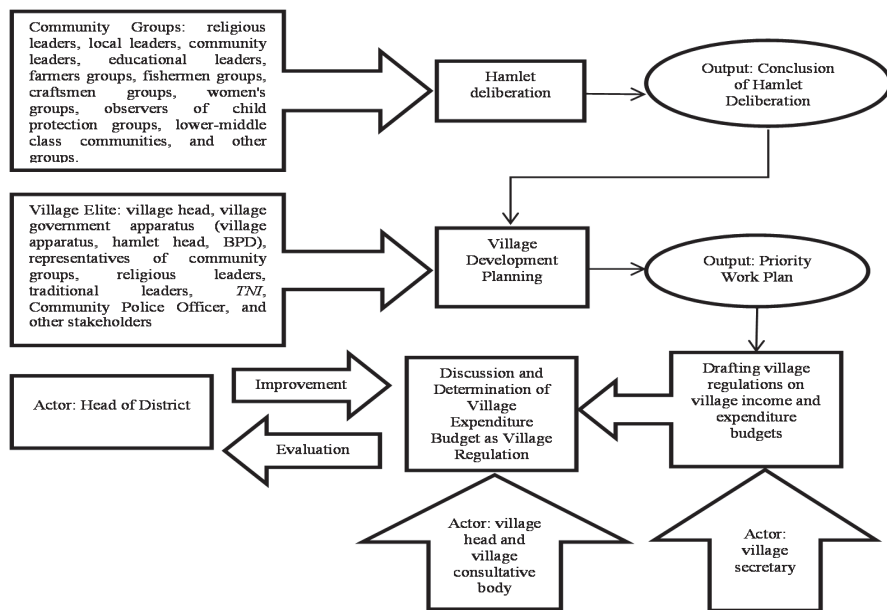 Community Groups: religious
leaders, local leaders, community
leaders, educational leaders,
farmers groups, fishermen groups,
craftsmen groups, women's
groups, observers of child
protection groups, lower-middle
class communities, and other
groups.
Hamlet
deliberation
Output: Conclusion
of Hamlet
Deliberation
Village Elite: village head, village
government apparatus (village
apparatus, hamlet head, BPD),
representatives of community
groups, religious leaders,
traditional leaders, TNI,
Community Police Officer, and
other stakeholders
Village
Development
Planning
Output: Priority
Work Plan
Actor: Head of District
Improvement
Evaluation
Discussion and
Determination of
Village
Expenditure
Budget as Village
Regulation
Drafting village
regulations on
village income and
expenditure
budgets
Actor: village
head and
village
consultative
body
Actor:
village
secretary